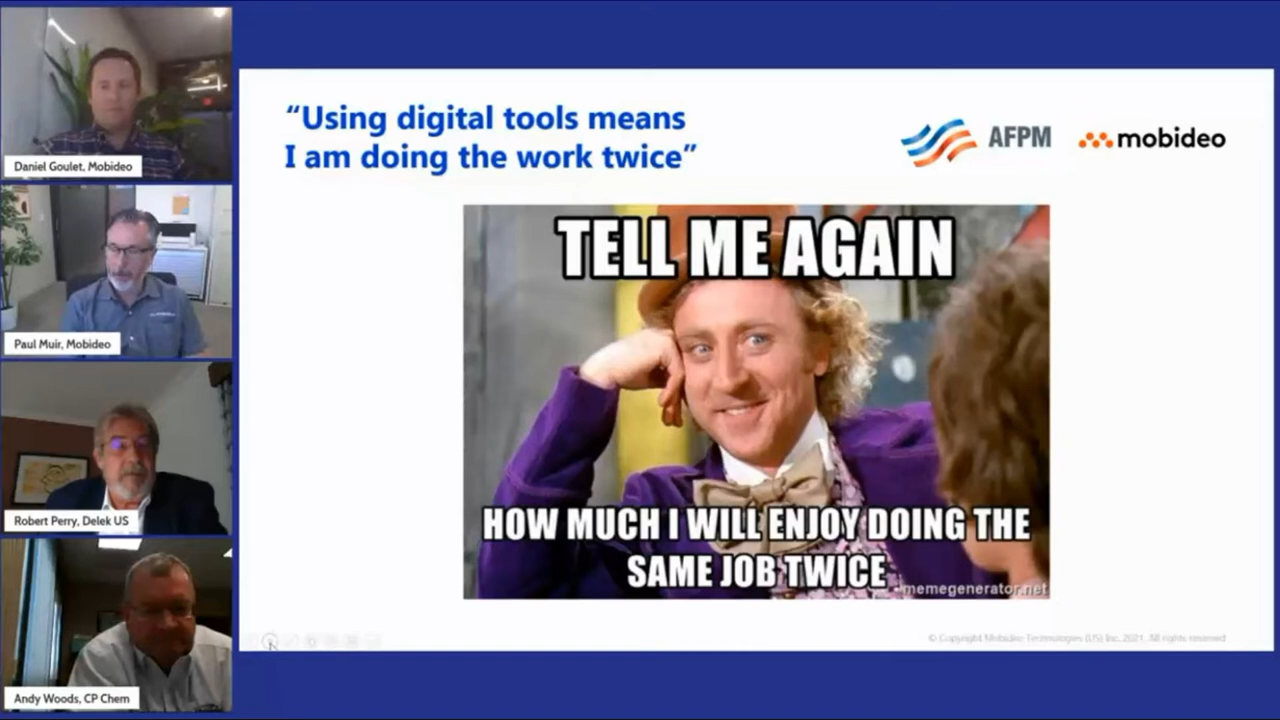 Daniel Goulet, Mobideo
Paul Muir, Mobideo
Robert Perry, Delek US
Andy Woods, CP Chem
“Using digital tools means
I am doing the work twice”
AFPM
mobideo
TELL ME AGAIN
HOW MUCH I WILL ENJOY DOING THE
SAME JOB TWICE
memegenerator.net
© Copyright Mobideo Technologies (US) Inc. 2021. All rights reserved